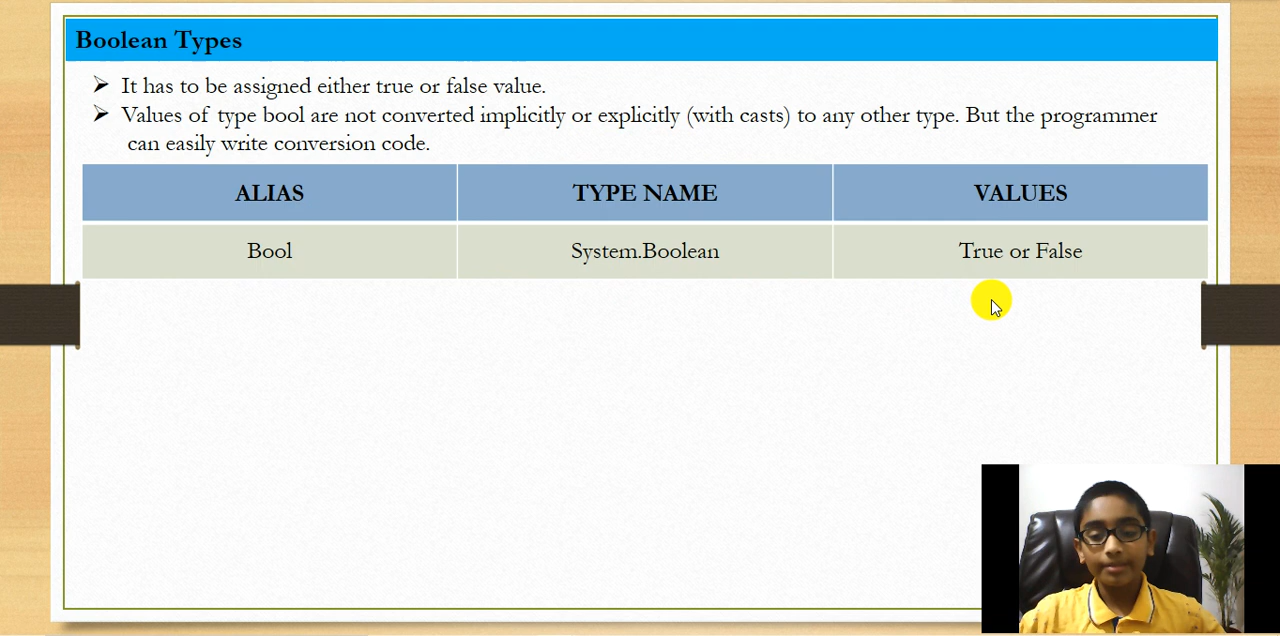 Boolean Types
It has to be assigned either true or false value.
Values of type bool are not converted implicitly or explicitly (with casts) to any other type. But the programmer
can easily write conversion code.
ALIAS TYPE NAME VALUES
Bool System.Boolean True or False